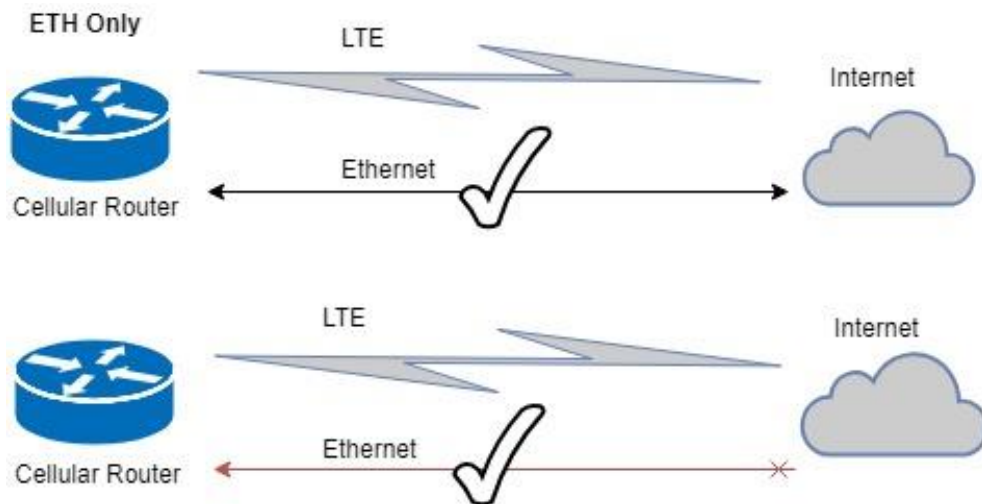 ETH Only
LTE
Internet
Ethernet
Cellular Router
LTE
Internet
Ethernet
Cellular Router